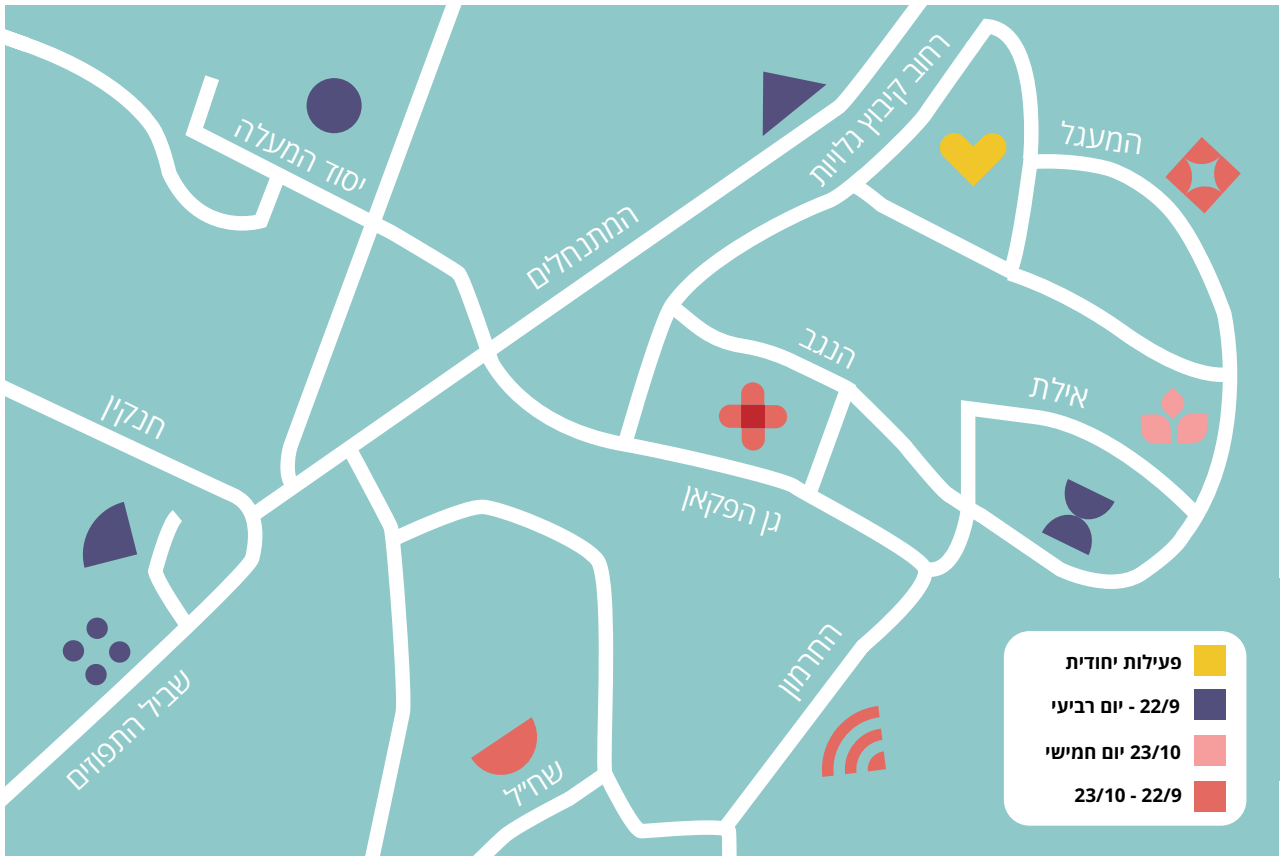 רחוב קיבוץ גלויות
המעגל
יסוד המעלה
המתנחלים
הנגב
אילת
חנקין
גן הפקאן
החרמון
שביל התפוזים
שח״ל
פעילות יחודית
22/9 - יום רביעי
23/10 יום חמישי
23/10 - 22/9